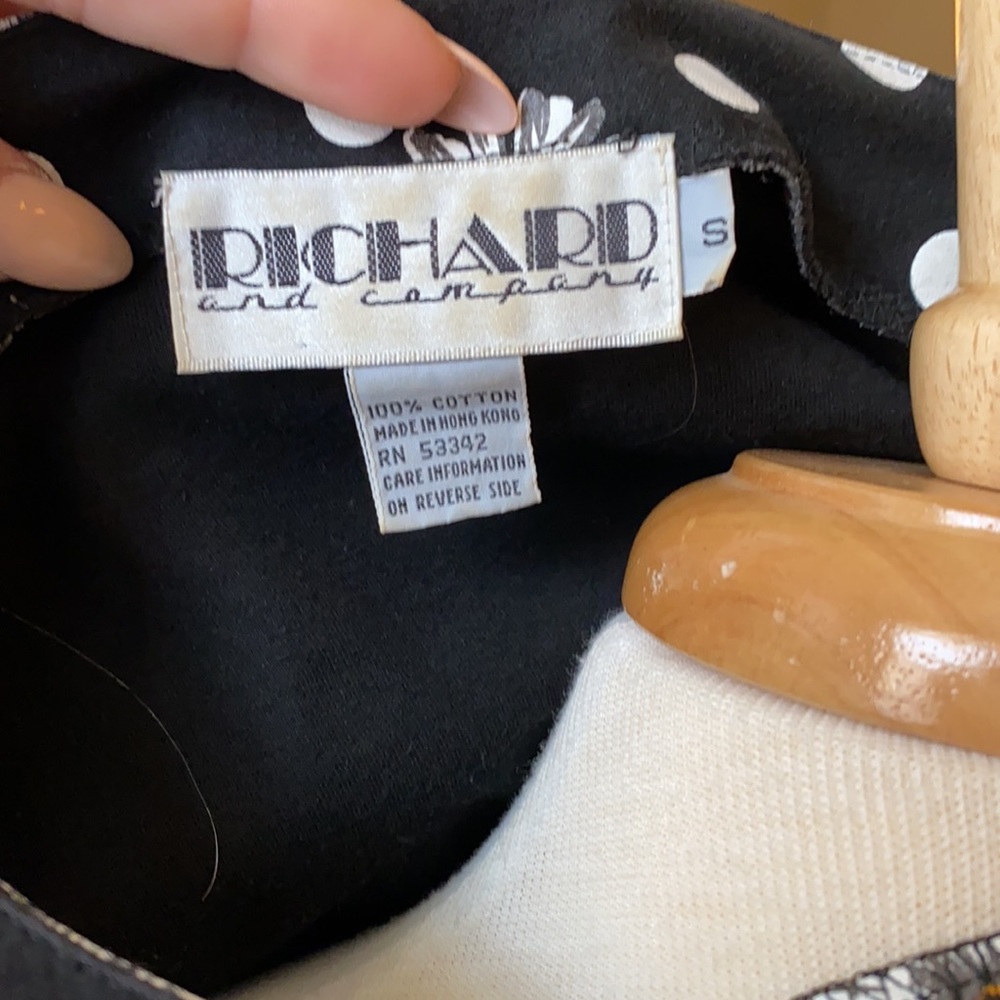 RICHARD
and company
S
100% COTTON
MADE IN HONG KONG
RN 53342
CARE INFORMATION
ON REVERSE SIDE